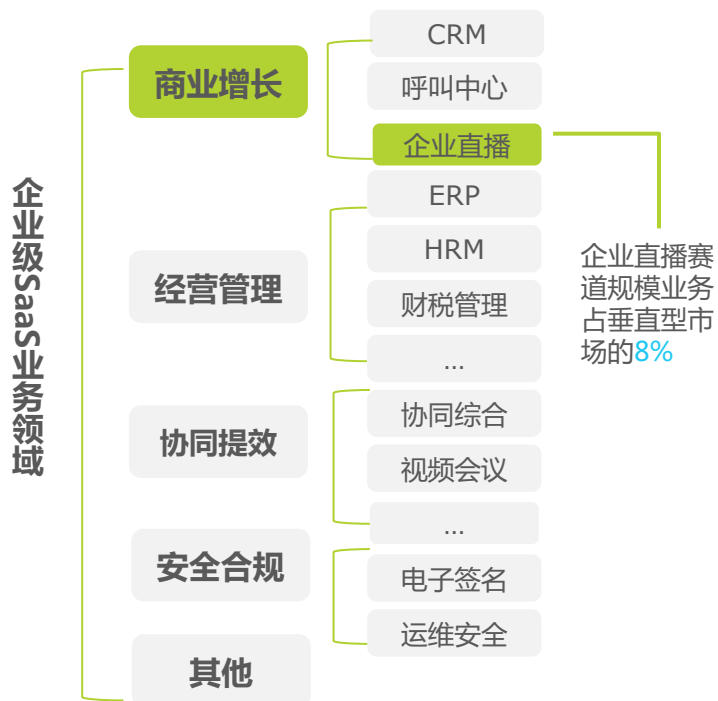 企业级SaaS业务领域
商业增长
CRM
呼叫中心
企业直播
经营管理
ERP
HRM
财税管理
...
协同提效
协同综合
视频会议
...
安全合规
电子签名
运维安全
其他
企业直播赛
道规模业务
占垂直型市
场的8%